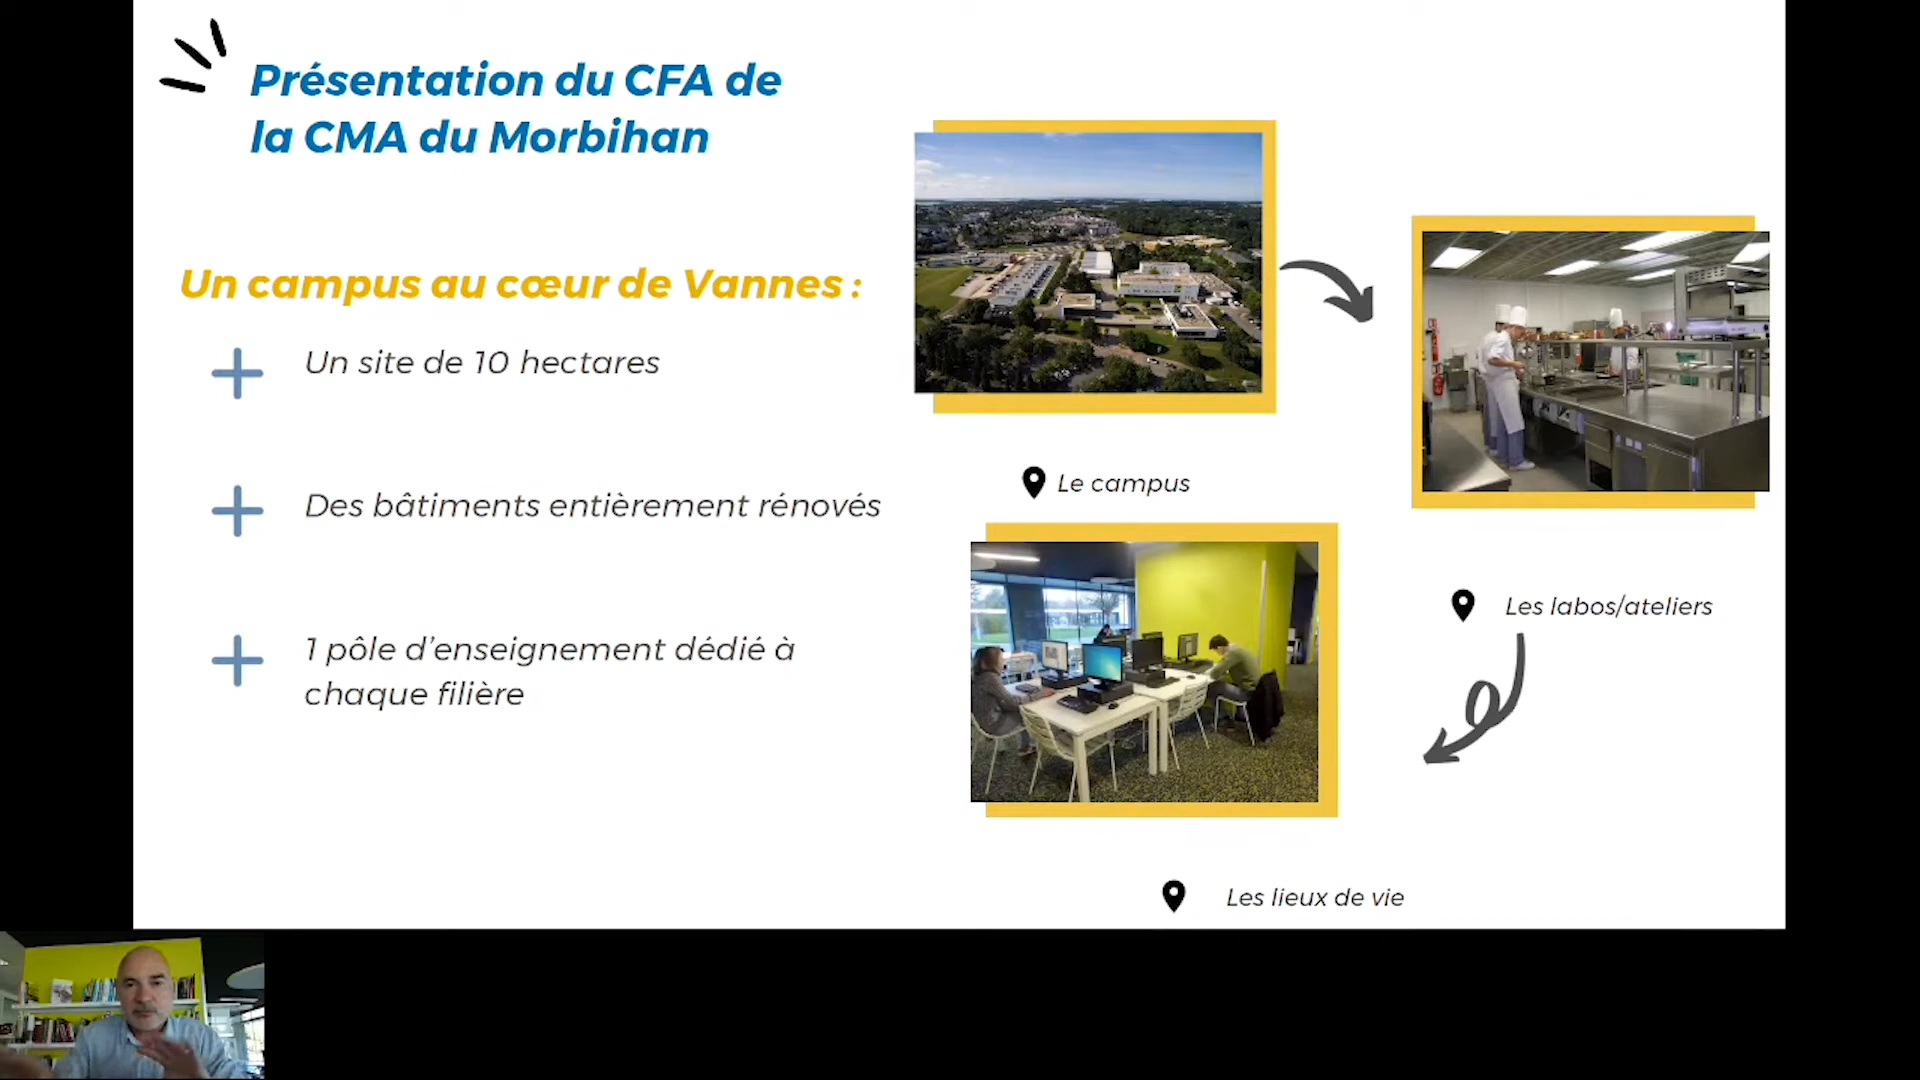 Présentation du CFA de
la CMA du Morbihan
Un campus au cœur de Vannes :
Un site de 10 hectares
Des bâtiments entièrement rénovés
1 pôle d'enseignement dédié à
chaque filière
Le campus
Les labos/ateliers
Les lieux de vie